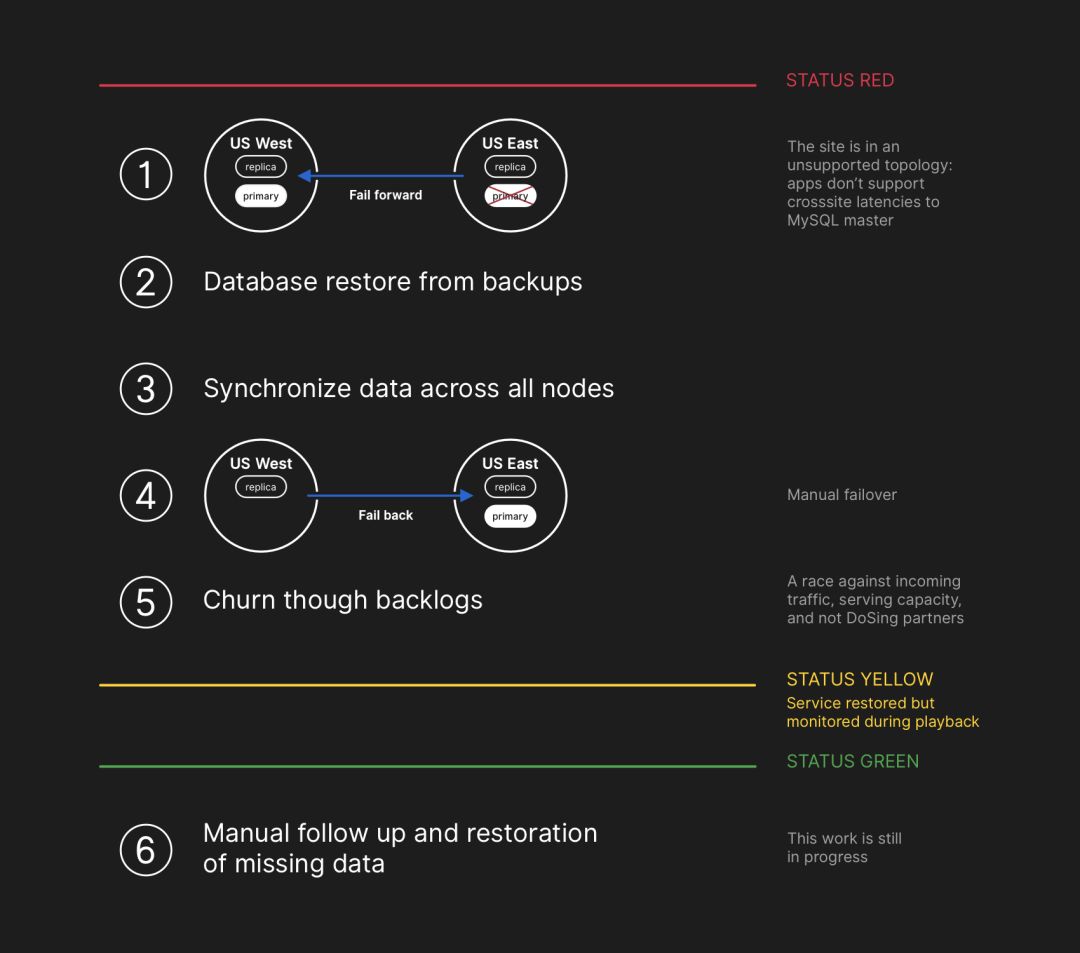 STATUS RED
1
US West
replica
primary
Fail forward
US East
replica
primary
The site is in an
unsupported topology:
apps don’t support
crosssite latencies to
MySQL master
2
Database restore from backups
3
Synchronize data across all nodes
4
US West
replica
Fail back
US East
replica
primary
Manual failover
5
Churn though backlogs
A race against incoming
traffic, serving capacity,
and not DoSing partners
STATUS YELLOW
Service restored but
monitored during playback
STATUS GREEN
6
Manual follow up and restoration
of missing data
This work is still
in progress